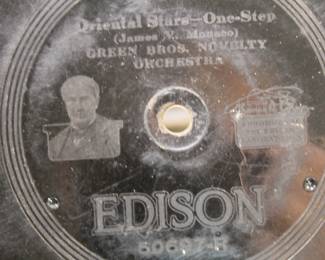 Oriental Stars—One-Step
(James V. Monaco)
GREEN BROS. NOVELTY
ORCHESTRA
EDISON